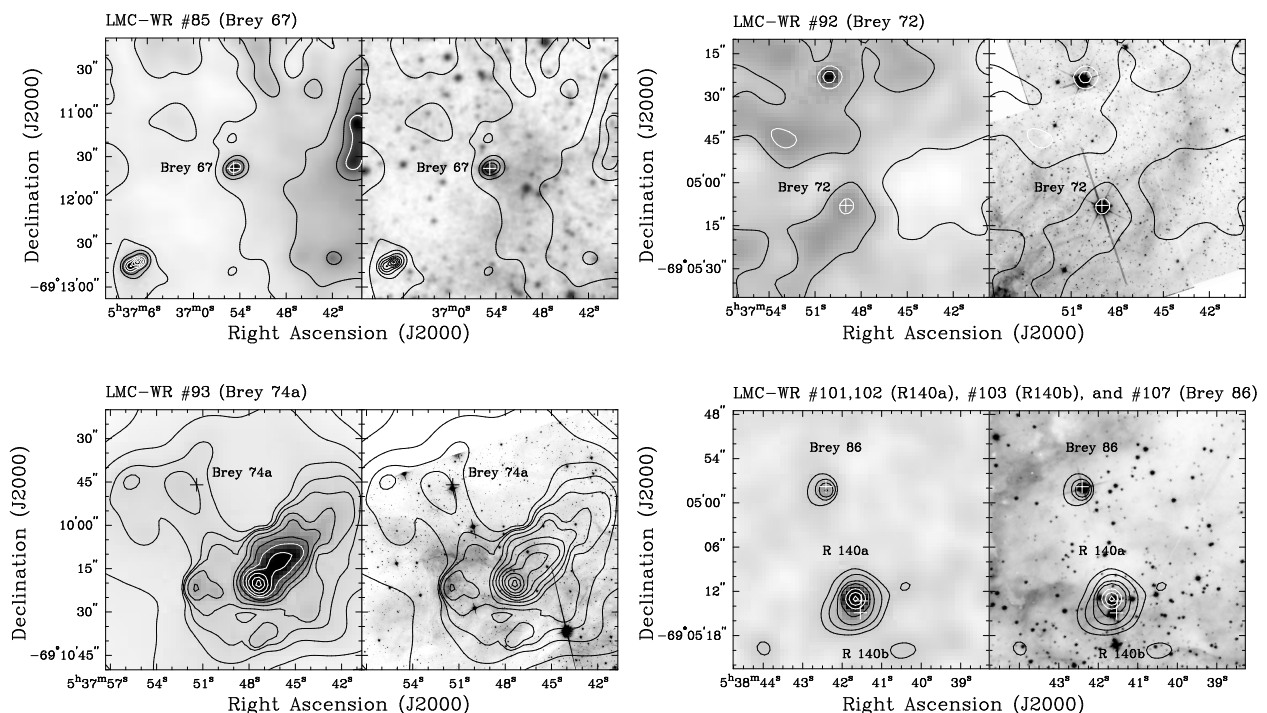 LMC-WR #85 (Brey 67)
Declination (J2000)
30"
11'00"
30"
12'00"
30"
-69°13'00"
Brey 67
Brey 67
5ʰ37ᵐ6ˢ 37ᵐ0ˢ 54ˢ 48ˢ 42ˢ 37ᵐ0ˢ 54ˢ 48ˢ 42ˢ
Right Ascension (J2000)
LMC-WR #92 (Brey 72)
Declination (J2000)
15"
30"
45"
05'00"
15"
-69°05'30"
Brey 72
Brey 72
5ʰ37ᵐ54ˢ 51ˢ 48ˢ 45ˢ 42ˢ 51ˢ 48ˢ 45ˢ 42ˢ
Right Ascension (J2000)
LMC-WR #93 (Brey 74a)
Declination (J2000)
30"
45"
10'00"
15"
30"
-69°10'45"
Brey 74a
Brey 74a
5ʰ37ᵐ57ˢ 54ˢ 51ˢ 48ˢ 45ˢ 42ˢ 54ˢ 51ˢ 48ˢ 45ˢ 42ˢ
Right Ascension (J2000)
LMC-WR #101,102 (R140a), #103 (R140b), and #107 (Brey 86)
Declination (J2000)
48"
54"
05'00"
06"
12"
-69°05'18"
Brey 86
R 140a
R 140b
Brey 86
R 140a
R 140b
5ʰ38ᵐ44ˢ 43ˢ 42ˢ 41ˢ 40ˢ 39ˢ 43ˢ 42ˢ 41ˢ 40ˢ 39ˢ
Right Ascension (J2000)